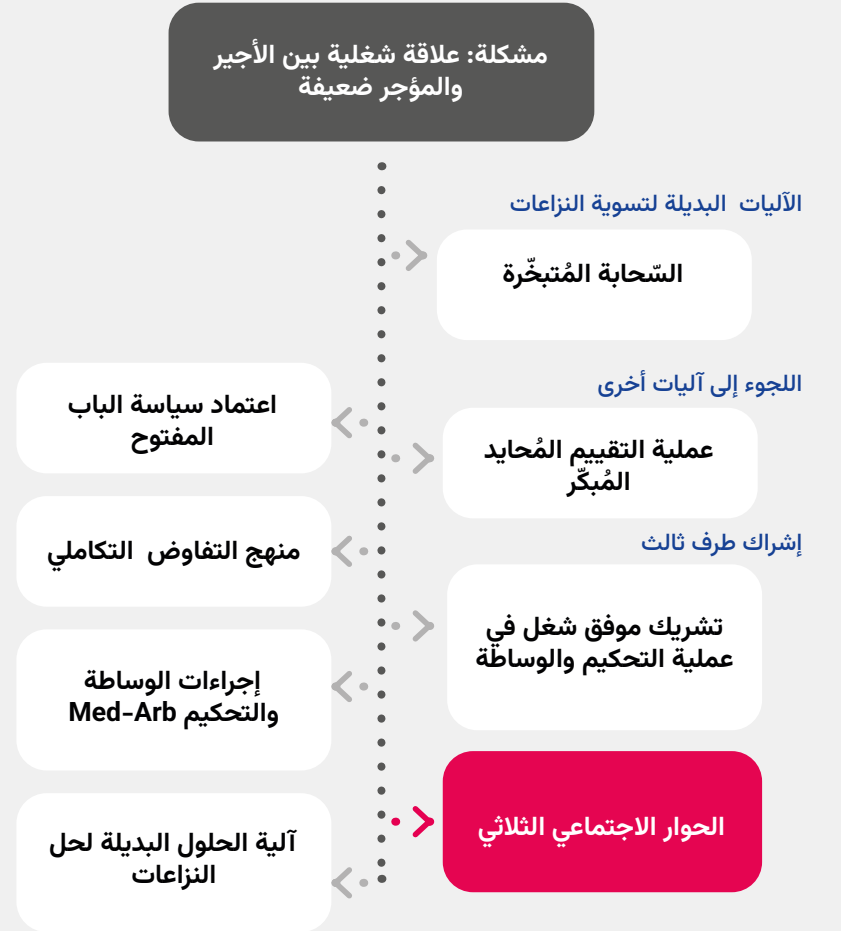 مشكلة: علاقة شغلية بين الأجير
والمؤجر ضعيفة
الآليات البديلة لتسوية النزاعات
السّحابة المُتبخّرة
اللجوء إلى آليات أخرى
اعتماد سياسة الباب
المفتوح
عملية التقييم المُحايد
المُبكّر
إشراك طرف ثالث
منهج التفاوض التكاملي
تشريك موفق شغل في
عملية التحكيم والوساطة
إجراءات الوساطة
والتحكيم Med-Arb
الحوار الاجتماعي الثلاثي
آلية الحلول البديلة لحل
النزاعات